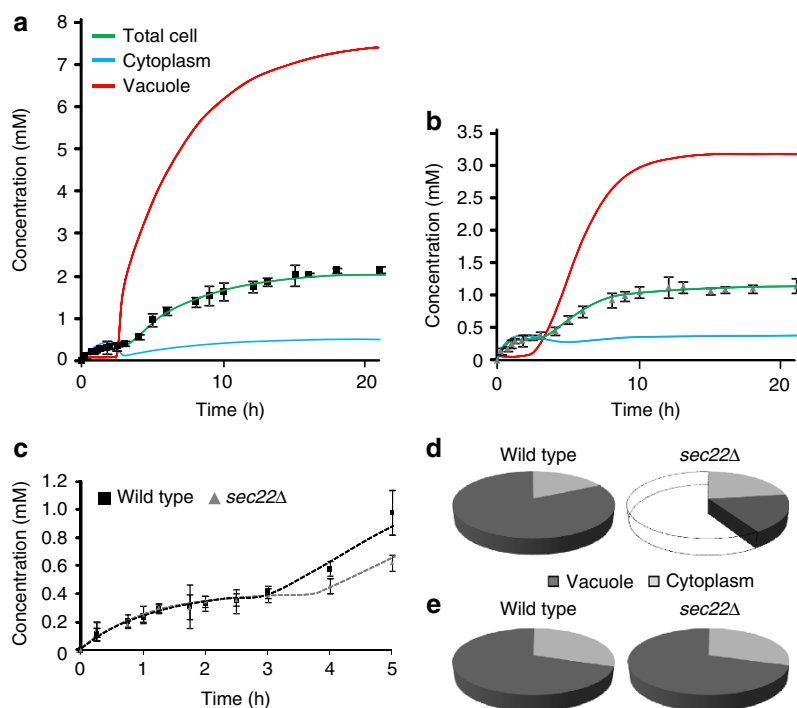 a
8
7
6
5
4
3
2
1
0
Concentration (mM)
Total cell
Cytoplasm
Vacuole
0 10 20
Time (h)
b
3.5
3.0
2.5
2.0
1.5
1.0
0.5
0
Concentration (mM)
0 10 20
Time (h)
c
1.2
1.0
0.8
0.6
0.4
0.2
0
Concentration (mM)
Wild type sec22Δ
0 1 2 3 4 5
Time (h)
d
Wild type sec22Δ
Vacuole Cytoplasm
e
Wild type sec22Δ